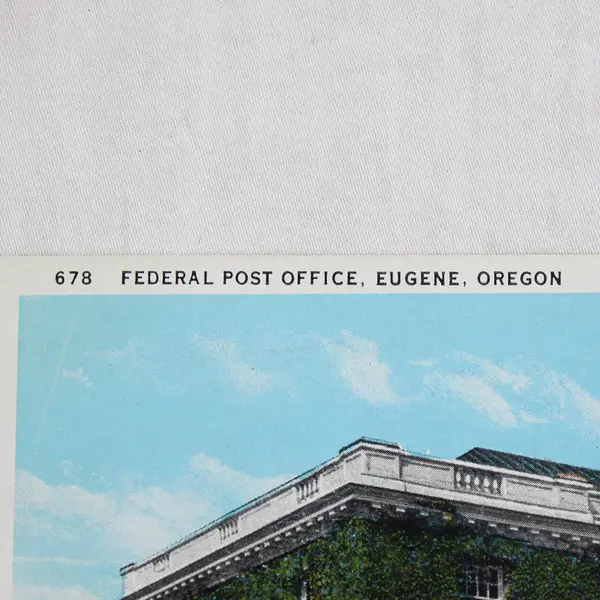 678 FEDERAL POST OFFICE, EUGENE, OREGON